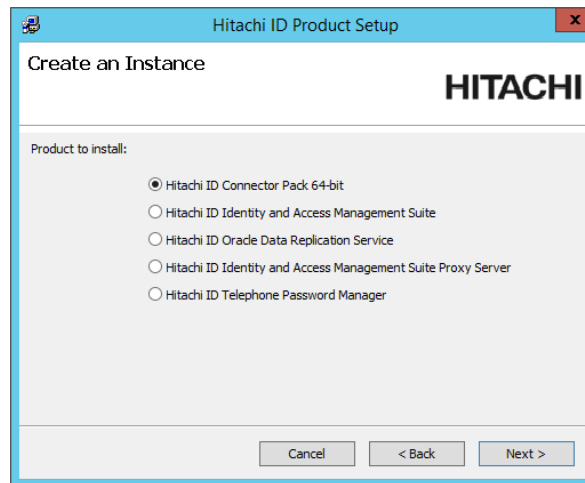 Hitachi ID Product Setup
x
Create an Instance
HITACHI
Product to install:
Hitachi ID Connector Pack 64-bit
Hitachi ID Identity and Access Management Suite
Hitachi ID Oracle Data Replication Service
Hitachi ID Identity and Access Management Suite Proxy Server
Hitachi ID Telephone Password Manager
Cancel
< Back
Next >